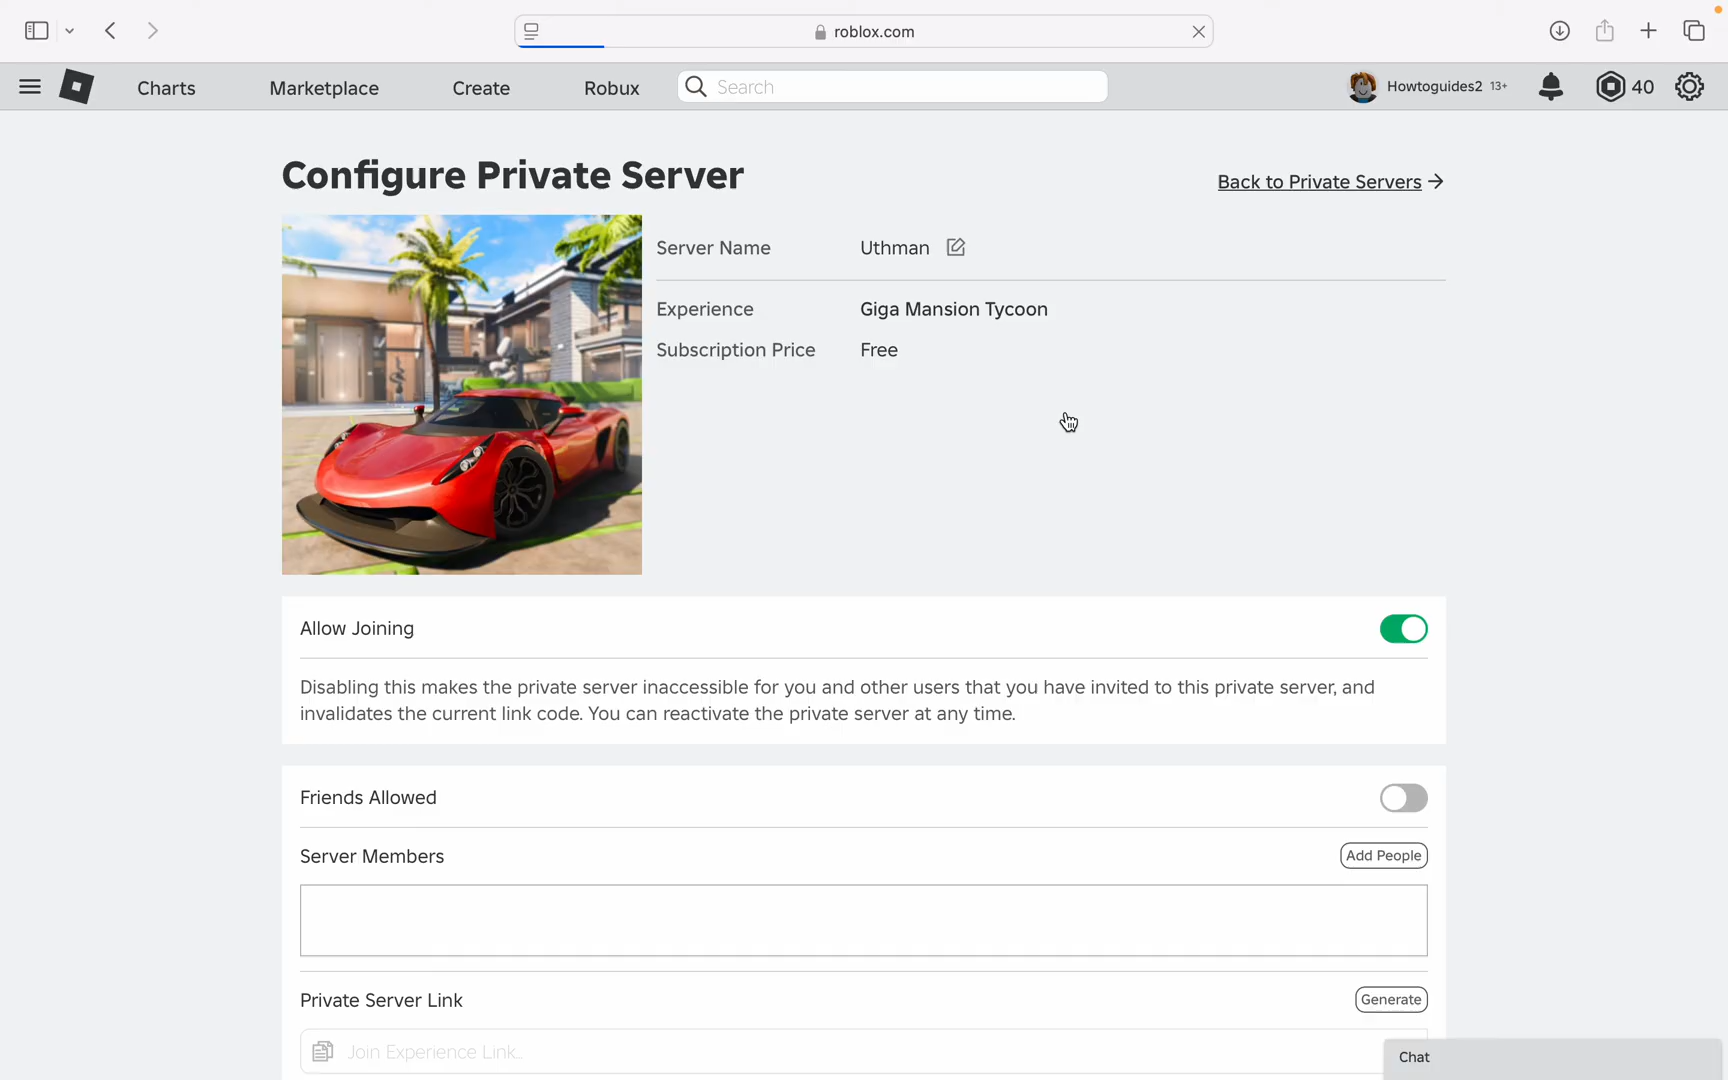 roblox.com
Charts
Marketplace
Create
Robux
Search
Howtoguides2 13+
40
Configure Private Server
Back to Private Servers →
Server Name Uthman
Experience Giga Mansion Tycoon
Subscription Price Free
Allow Joining
Disabling this makes the private server inaccessible for you and other users that you have invited to this private server, and
invalidates the current link code. You can reactivate the private server at any time.
Friends Allowed
Server Members
Add People
Private Server Link
Generate
Join Experience Link...
Chat